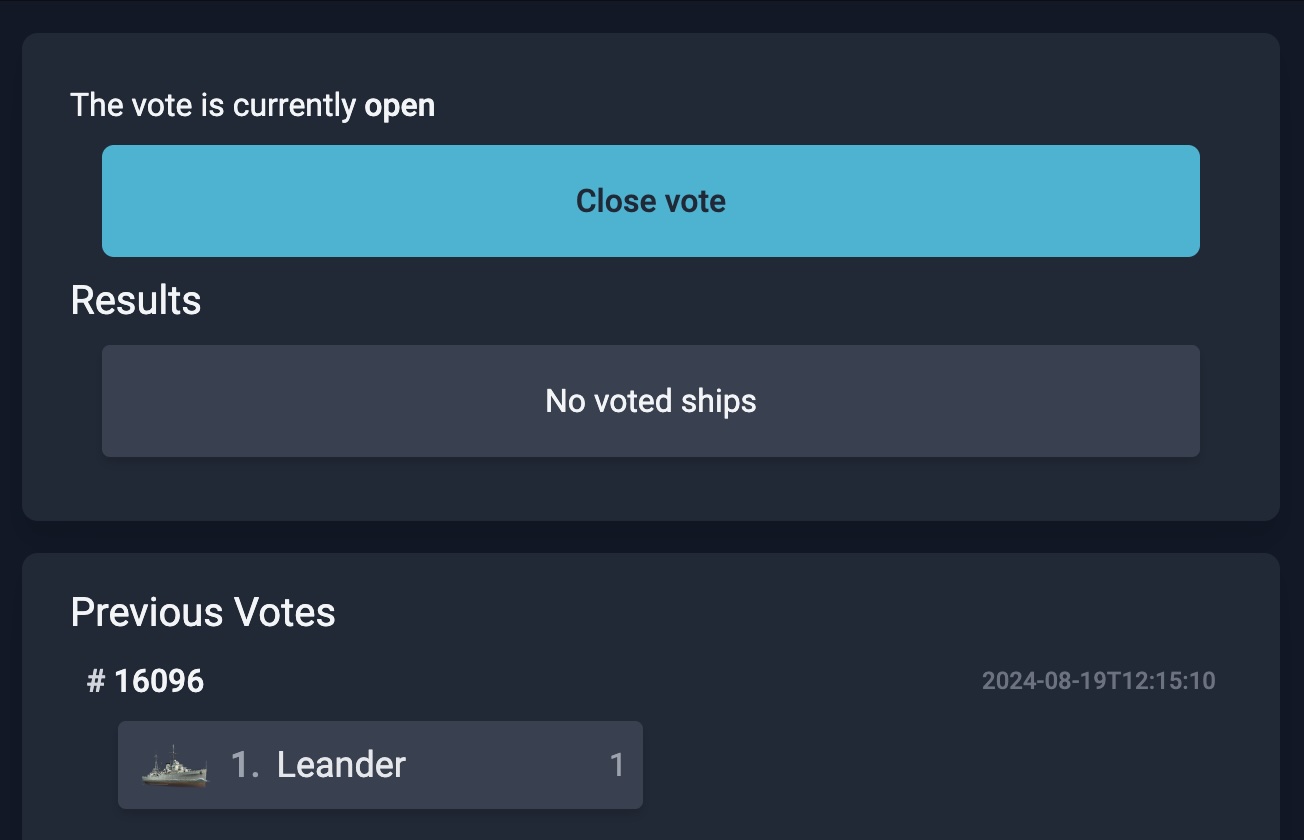 The vote is currently open
Close vote
Results
No voted ships
Previous Votes
# 16096 2024-08-19T12:15:10
1. Leander 1